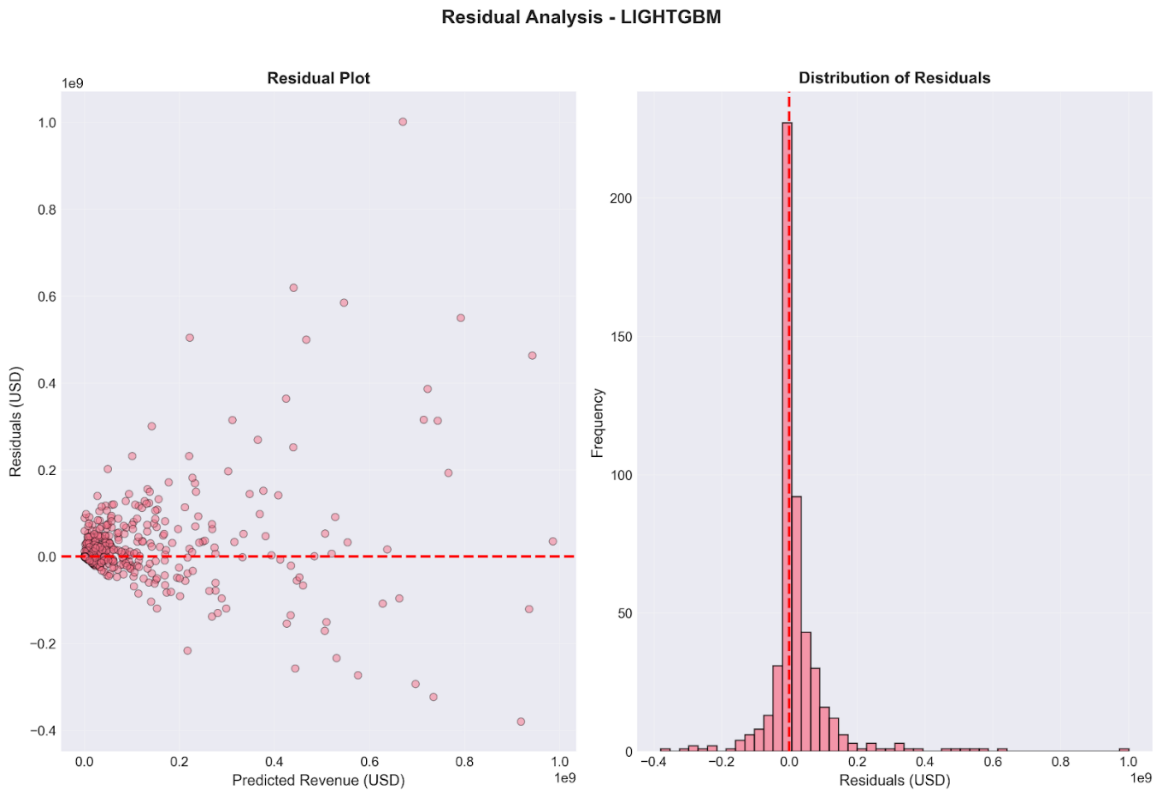 Residual Analysis - LIGHTGBM
Residual Plot
1e9
1.0
0.8
0.6
0.4
0.2
0.0
−0.2
−0.4
Residuals (USD)
0.0 0.2 0.4 0.6 0.8 1.0
1e9
Predicted Revenue (USD)
Distribution of Residuals
200
150
100
50
0
Frequency
−0.4 −0.2 0.0 0.2 0.4 0.6 0.8 1.0
1e9
Residuals (USD)